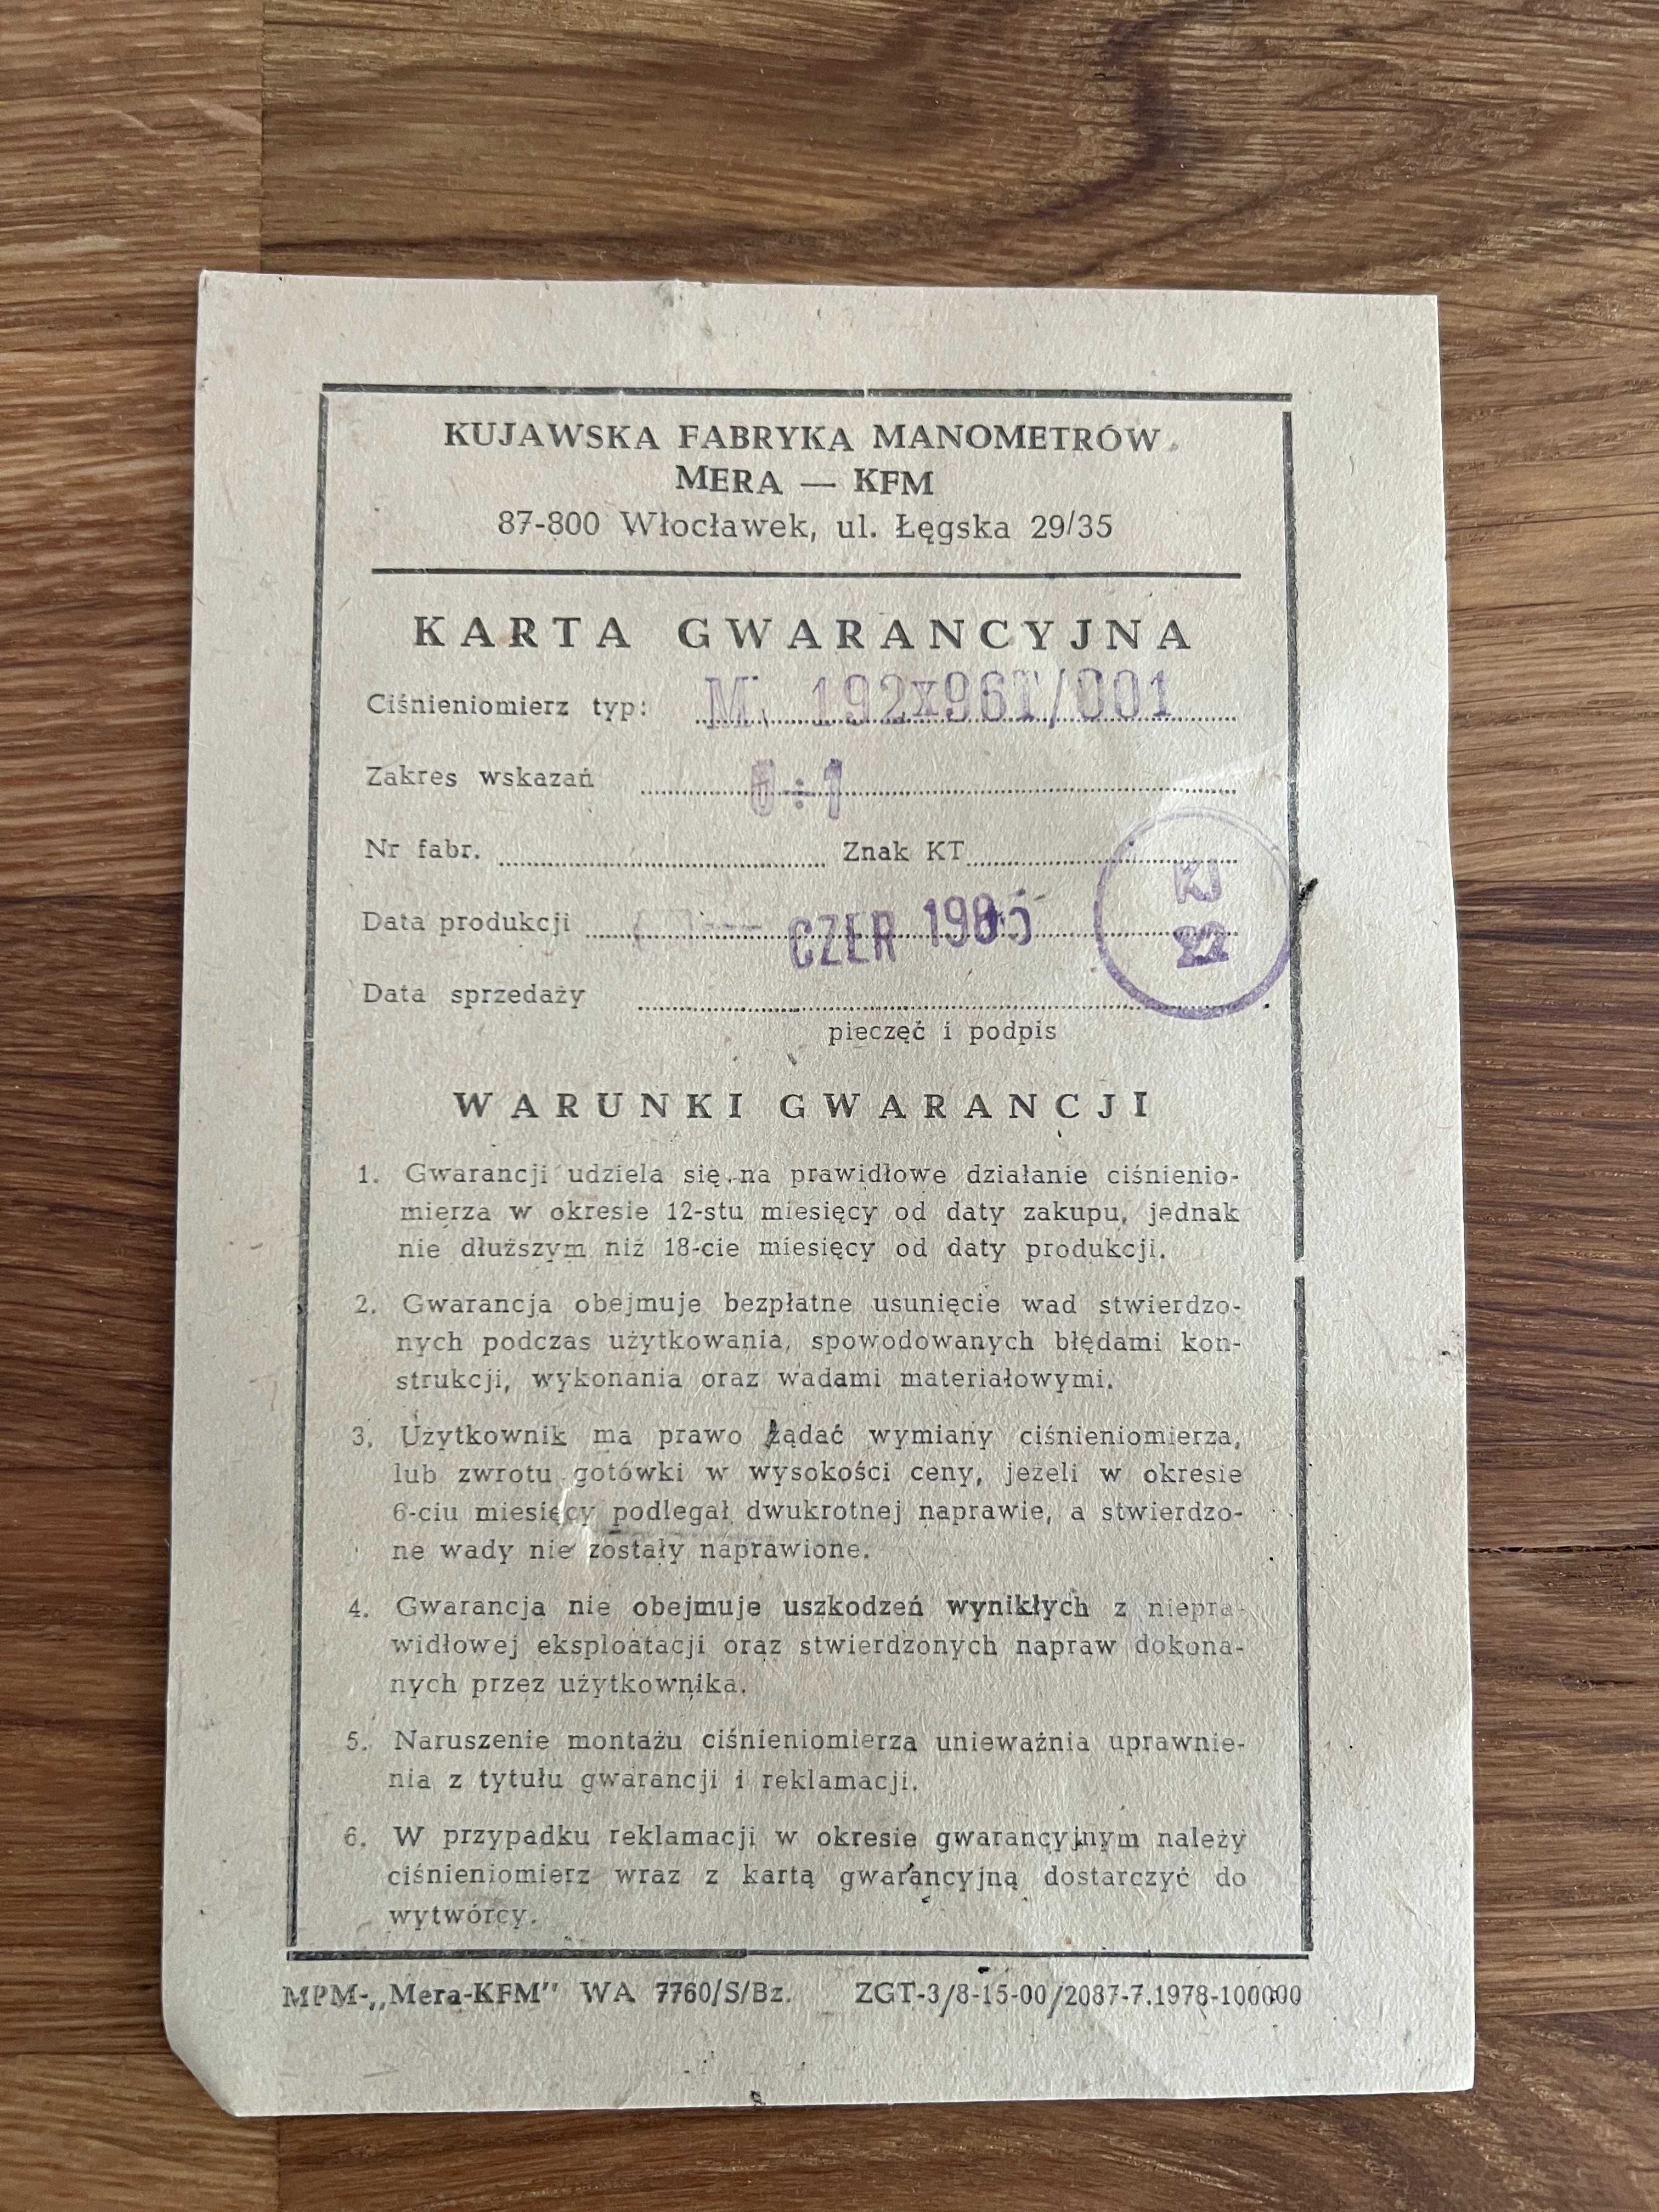 KUJAWSKA FABRYKA MANOMETRÓW
MERA — KFM
87-800 Włocławek, ul. Łęgska 29/35
KARTA GWARANCYJNA
Ciśnieniomierz typ: M. 192x96T/001
Zakres wskazań 0÷1
Nr fabr. Znak KT
KJ
22
Data produkcji CZER 1985
Data sprzedaży
pieczęć i podpis
WARUNKI GWARANCJI
1. Gwarancji udziela się na prawidłowe działanie ciśnienio-
mierza w okresie 12-stu miesięcy od daty zakupu, jednak
nie dłuższym niż 18-cie miesięcy od daty produkcji.
2. Gwarancja obejmuje bezpłatne usunięcie wad stwierdzo-
nych podczas użytkowania, spowodowanych błędami kon-
strukcji, wykonania oraz wadami materiałowymi.
3. Użytkownik ma prawo żądać wymiany ciśnieniomierza,
lub zwrotu gotówki w wysokości ceny, jeżeli w okresie
6-ciu miesięcy podlegał dwukrotnej naprawie, a stwierdzo-
ne wady nie zostały naprawione.
4. Gwarancja nie obejmuje uszkodzeń wynikłych z niepra-
widłowej eksploatacji oraz stwierdzonych napraw dokona-
nych przez użytkownika.
5. Naruszenie montażu ciśnieniomierza unieważnia uprawnie-
nia z tytułu gwarancji i reklamacji.
6. W przypadku reklamacji w okresie gwarancyjnym należy
ciśnieniomierz wraz z kartą gwarancyjną dostarczyć do
wytwórcy.
MPM-„Mera-KFM" WA 7760/S/Bz. ZGT-3/8-15-00/2087-7.1978-100000